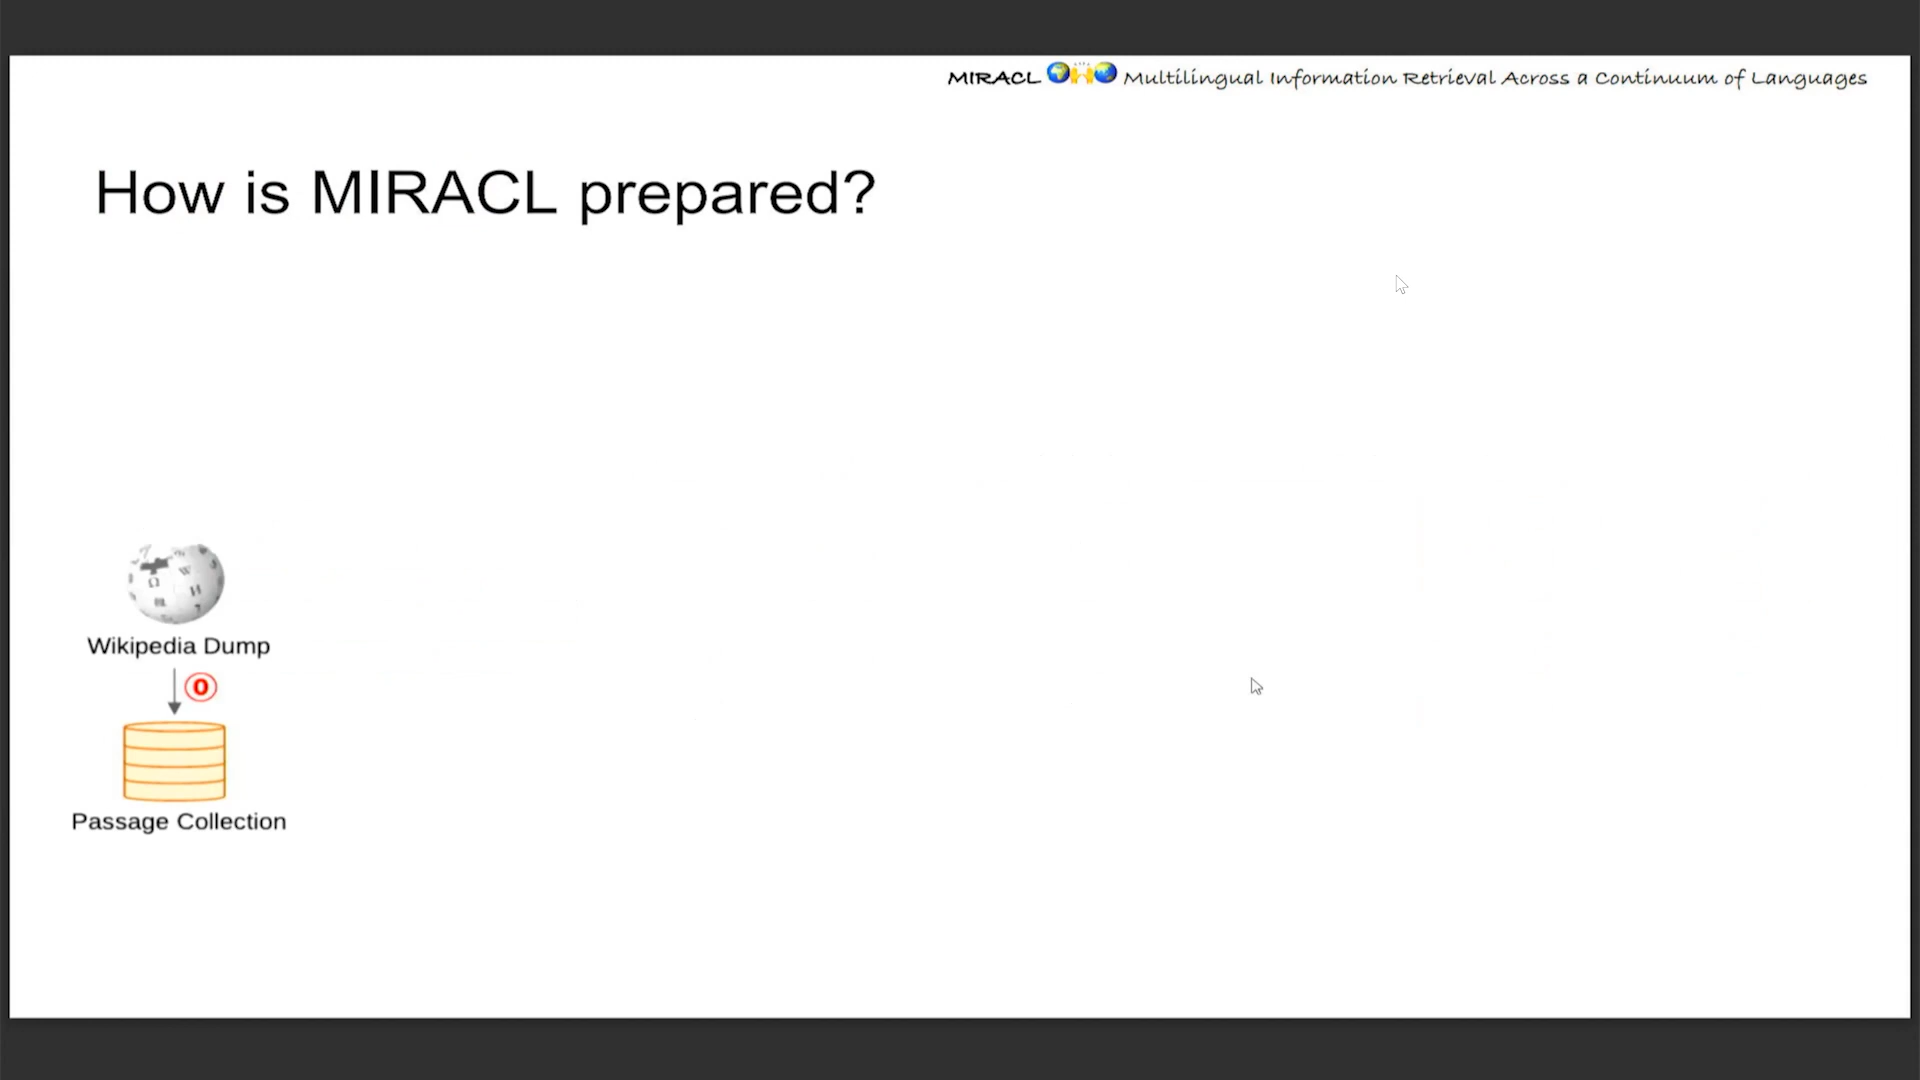 MIRACL Multilingual Information Retrieval Across a Continuum of Languages
How is MIRACL prepared?
Wikipedia Dump
0
Passage Collection